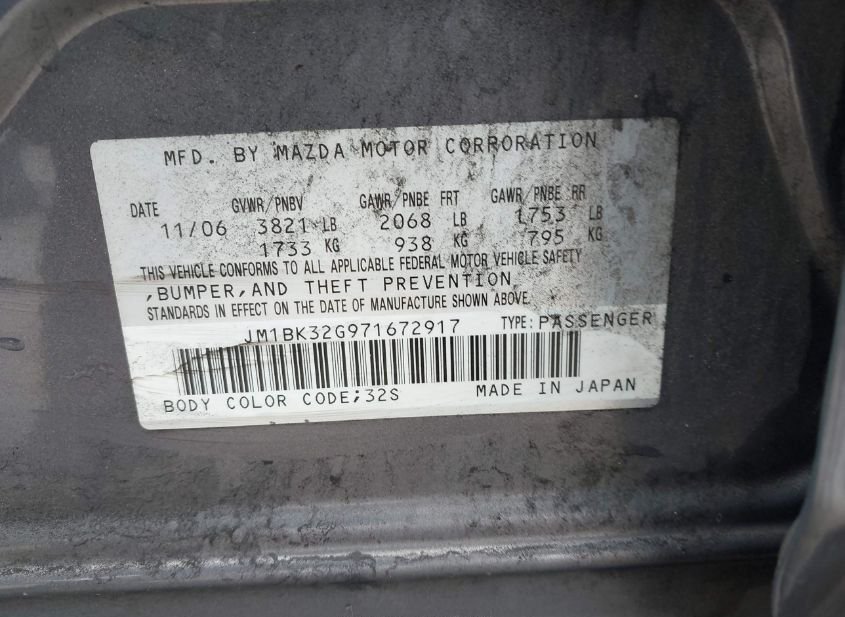 MFD. BY MAZDA MOTOR CORRORATION
DATE GVWR/PNBV GAWR/PNBE FRT GAWR/PNBE RR
11/06 3821 LB 2068 LB 1753 LB
1733 KG 938 KG 795 KG
THIS VEHICLE CONFORMS TO ALL APPLICABLE FEDERAL MOTOR VEHICLE SAFETY
,BUMPER,AND THEFT PREVENTION
STANDARDS IN EFFECT ON THE DATE OF MANUFACTURE SHOWN ABOVE.
JM1BK32G971672917 TYPE: PASSENGER
BODY COLOR CODE;32S MADE IN JAPAN